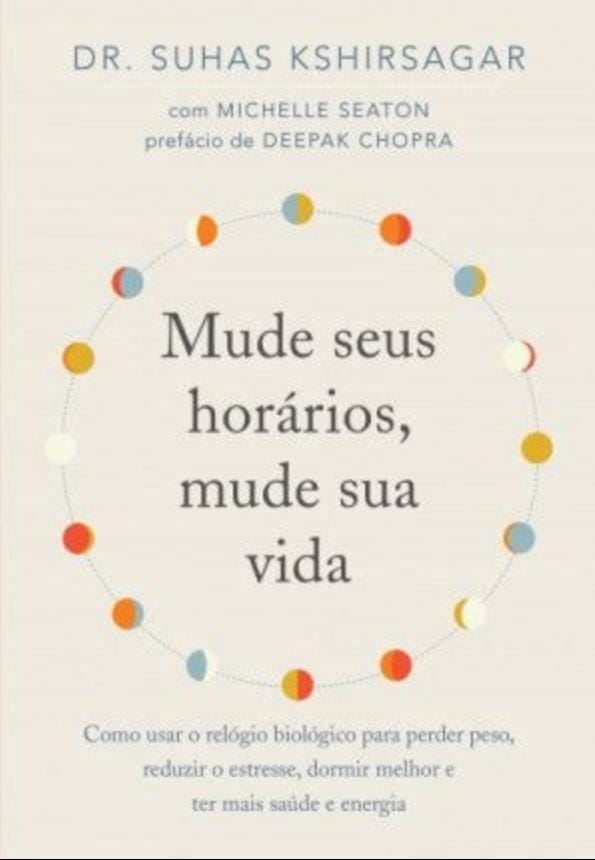 DR. SUHAS KSHIRSAGAR
com MICHELLE SEATON
prefácio de DEEPAK CHOPRA
Mude seus
horários,
mude sua
vida
Como usar o relógio biológico para perder peso,
reduzir o estresse, dormir melhor e
ter mais saúde e energia